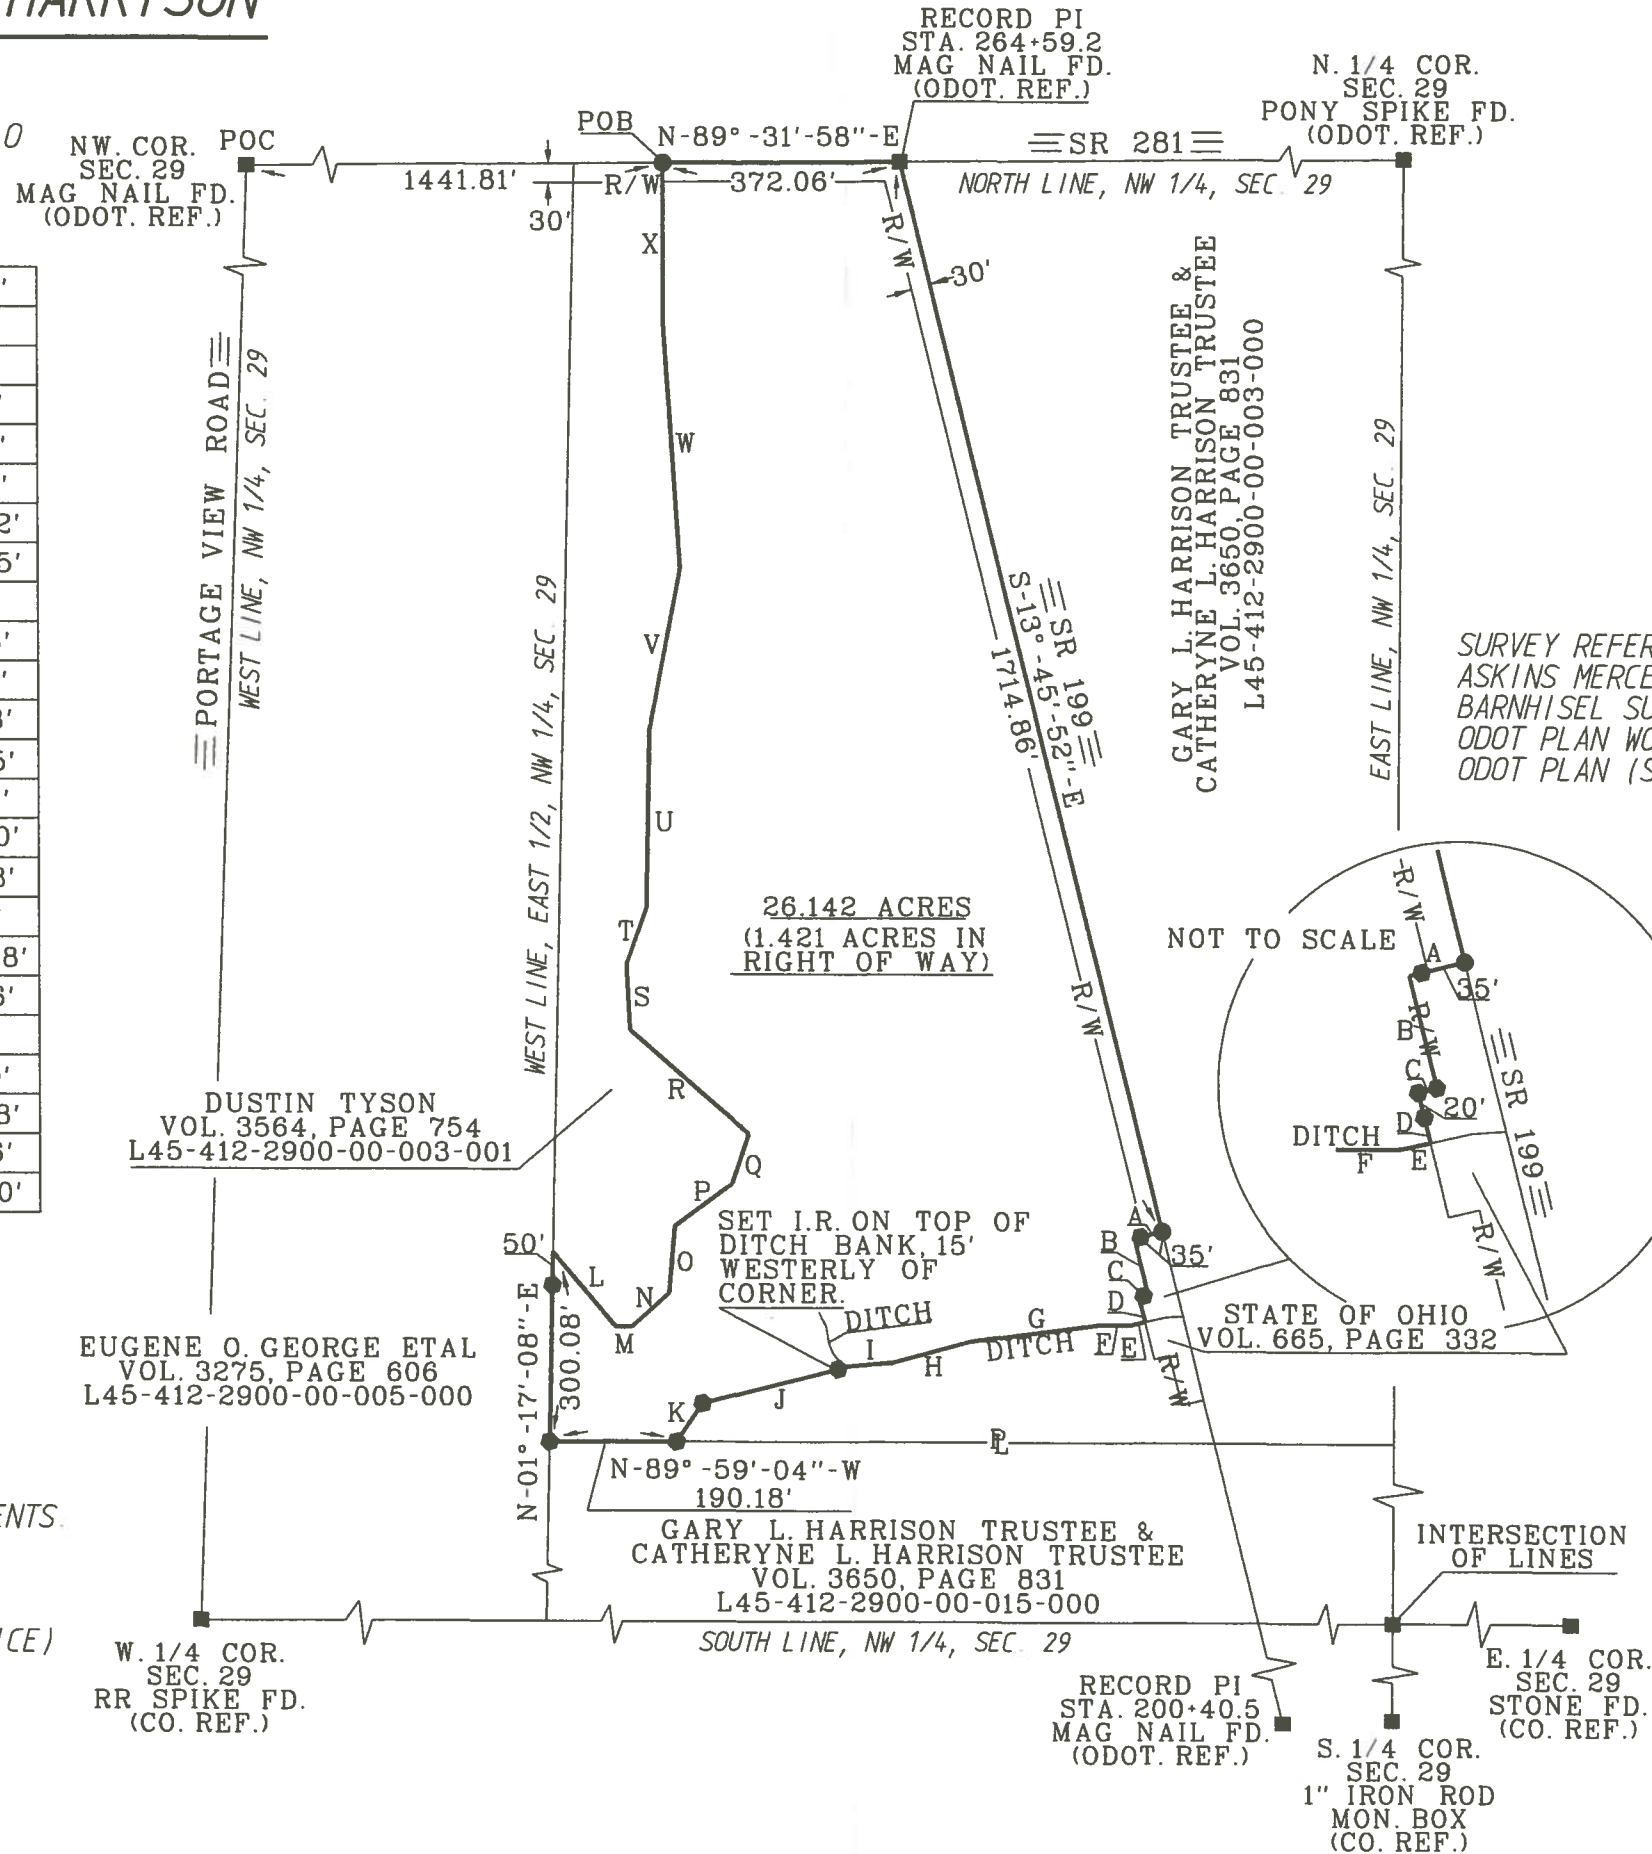 HARRYSON
O
RECORD PI
STA. 264+59.2
MAG NAIL FD.
(ODOT. REF.)
N. 1/4 COR.
SEC. 29
PONY SPIKE FD.
(ODOT. REF.)
NW. COR.
SEC. 29
MAG NAIL FD.
(ODOT. REF.)
POC
POB
N-89°-31'-58"-E
SR 281
1441.81'
R/W
372.06'
NORTH LINE, NW 1/4, SEC. 29
30'
R/W
30'
X
W
V
U
T
S
R
Q
P
O
N
M
L
PORTAGE VIEW ROAD
WEST LINE, NW 1/4, SEC. 29
WEST LINE, EAST 1/2, NW 1/4, SEC. 29
SR 199
S-13°-45'-52"-E
1714.86'
R/W
GARY L. HARRISON TRUSTEE &
CATHERYNE L. HARRISON TRUSTEE
VOL. 3650, PAGE 831
L45-412-2900-00-003-000
EAST LINE, NW 1/4, SEC. 29
SURVEY REFER
ASKINS MERCE
BARNHISEL SU
ODOT PLAN WO
ODOT PLAN (S
26.142 ACRES
(1.421 ACRES IN
RIGHT OF WAY)
NOT TO SCALE
R/W
A
35'
B
R/W
C
20'
D
DITCH
F
E
SR 199
R/W
DUSTIN TYSON
VOL. 3564, PAGE 754
L45-412-2900-00-003-001
SET I.R. ON TOP OF
DITCH BANK, 15'
WESTERLY OF
CORNER.
50'
A
B
35'
C
D
DITCH
G
DITCH
F
E
I
H
J
K
R/W
STATE OF OHIO
VOL. 665, PAGE 332
EUGENE O. GEORGE ETAL
VOL. 3275, PAGE 606
L45-412-2900-00-005-000
N-01°-17'-08"-E
300.08'
PL
N-89°-59'-04"-W
190.18'
GARY L. HARRISON TRUSTEE &
CATHERYNE L. HARRISON TRUSTEE
VOL. 3650, PAGE 831
L45-412-2900-00-015-000
INTERSECTION
OF LINES
ENTS.
ICE)
SOUTH LINE, NW 1/4, SEC. 29
W. 1/4 COR.
SEC. 29
RR SPIKE FD.
(CO. REF.)
RECORD PI
STA. 200+40.5
MAG NAIL FD.
(ODOT. REF.)
E. 1/4 COR.
SEC. 29
STONE FD.
(CO. REF.)
S. 1/4 COR.
SEC. 29
1" IRON ROD
MON. BOX
(CO. REF.)